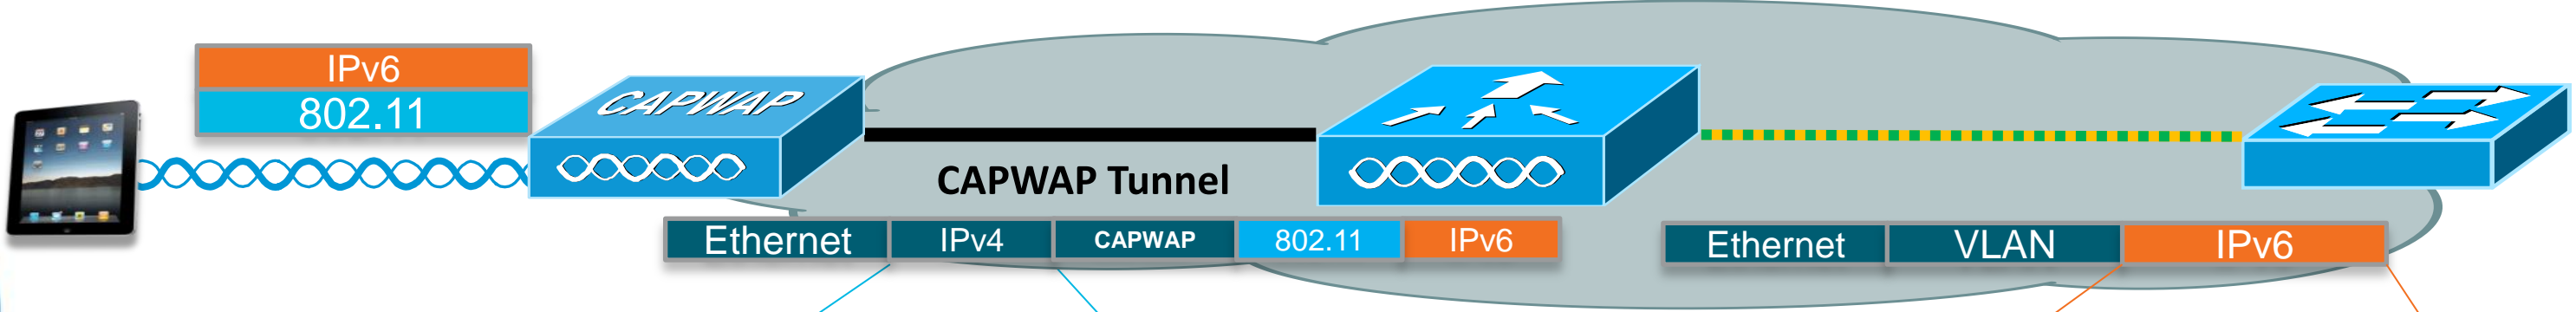 IPv6
802.11
CAPWAP
CAPWAP Tunnel
Ethernet IPv4 CAPWAP 802.11 IPv6
Ethernet VLAN IPv6